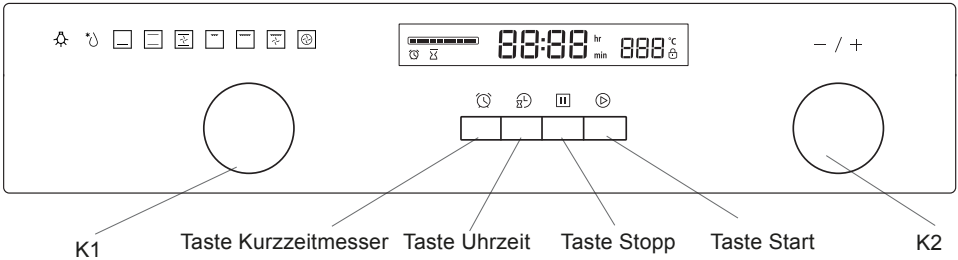 88:88 hr min 888 °C
− / +
K1 Taste Kurzzeitmesser Taste Uhrzeit Taste Stopp Taste Start K2